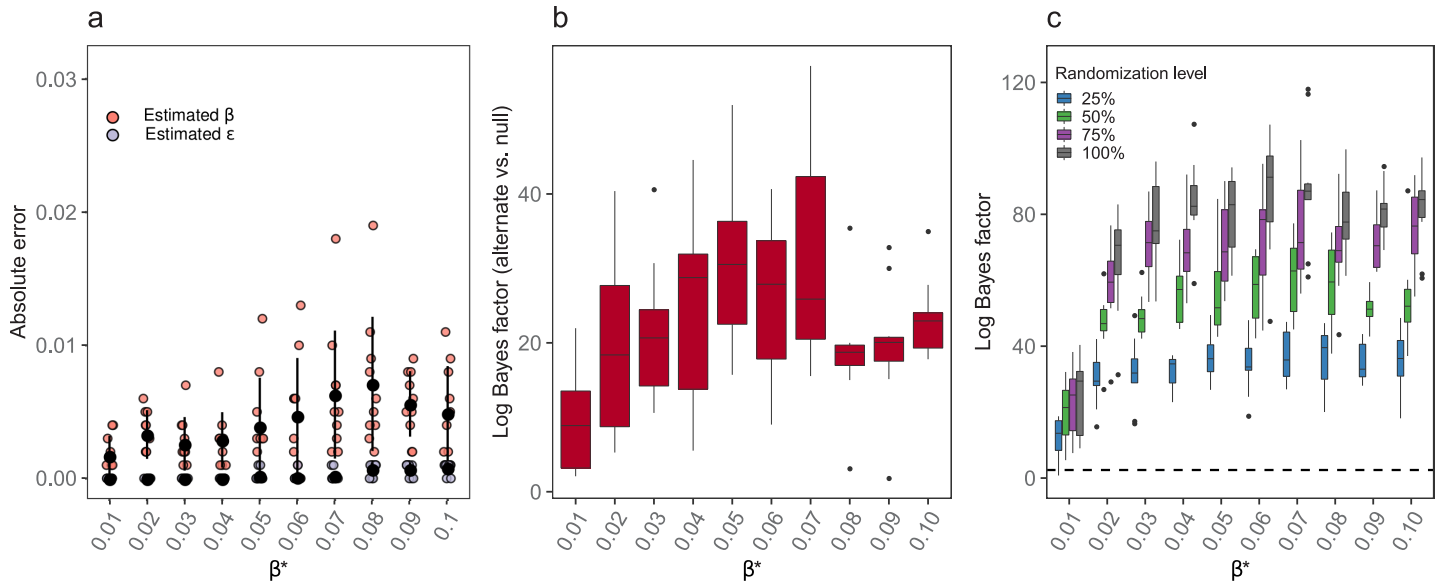 a
Absolute error
0.03
0.02
0.01
0.00
Estimated β
Estimated ε
0.01 0.02 0.03 0.04 0.05 0.06 0.07 0.08 0.09 0.1
β*
b
Log Bayes factor (alternate vs. null)
40
20
0
0.01 0.02 0.03 0.04 0.05 0.06 0.07 0.08 0.09 0.10
β*
c
Log Bayes factor
120
80
40
0
Randomization level
25%
50%
75%
100%
0.01 0.02 0.03 0.04 0.05 0.06 0.07 0.08 0.09 0.10
β*